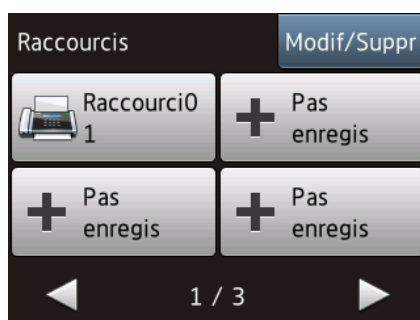 Raccourcis
Modif/Suppr
Raccourci0
1
Pas
enregis
Pas
enregis
Pas
enregis
1 / 3